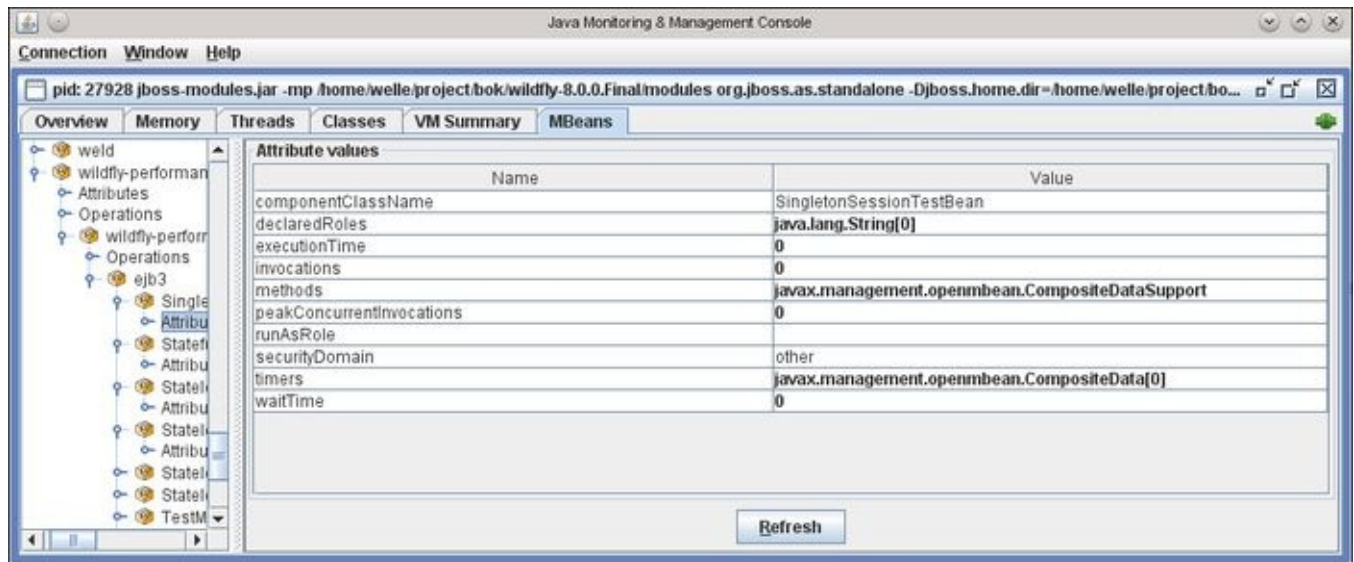 Java Monitoring & Management Console
Connection Window Help
pid: 27928 jboss-modules.jar -mp /home/welle/project/bok/wildfly-8.0.0.Final/modules org.jboss.as.standalone -Djboss.home.dir=/home/welle/project/bo...
Overview Memory Threads Classes VM Summary MBeans
weld
wildfly-performan
Attributes
Operations
wildfly-perforr
Operations
ejb3
Single
Attribu
Statefi
Attribu
Statel
Attribu
Statel
Attribu
Statel
Statel
TestM
Attribute values
Name Value
componentClassName SingletonSessionTestBean
declaredRoles java.lang.String[0]
executionTime 0
invocations 0
methods javax.management.openmbean.CompositeDataSupport
peakConcurrentInvocations 0
runAsRole
securityDomain other
timers javax.management.openmbean.CompositeData[0]
waitTime 0
Refresh